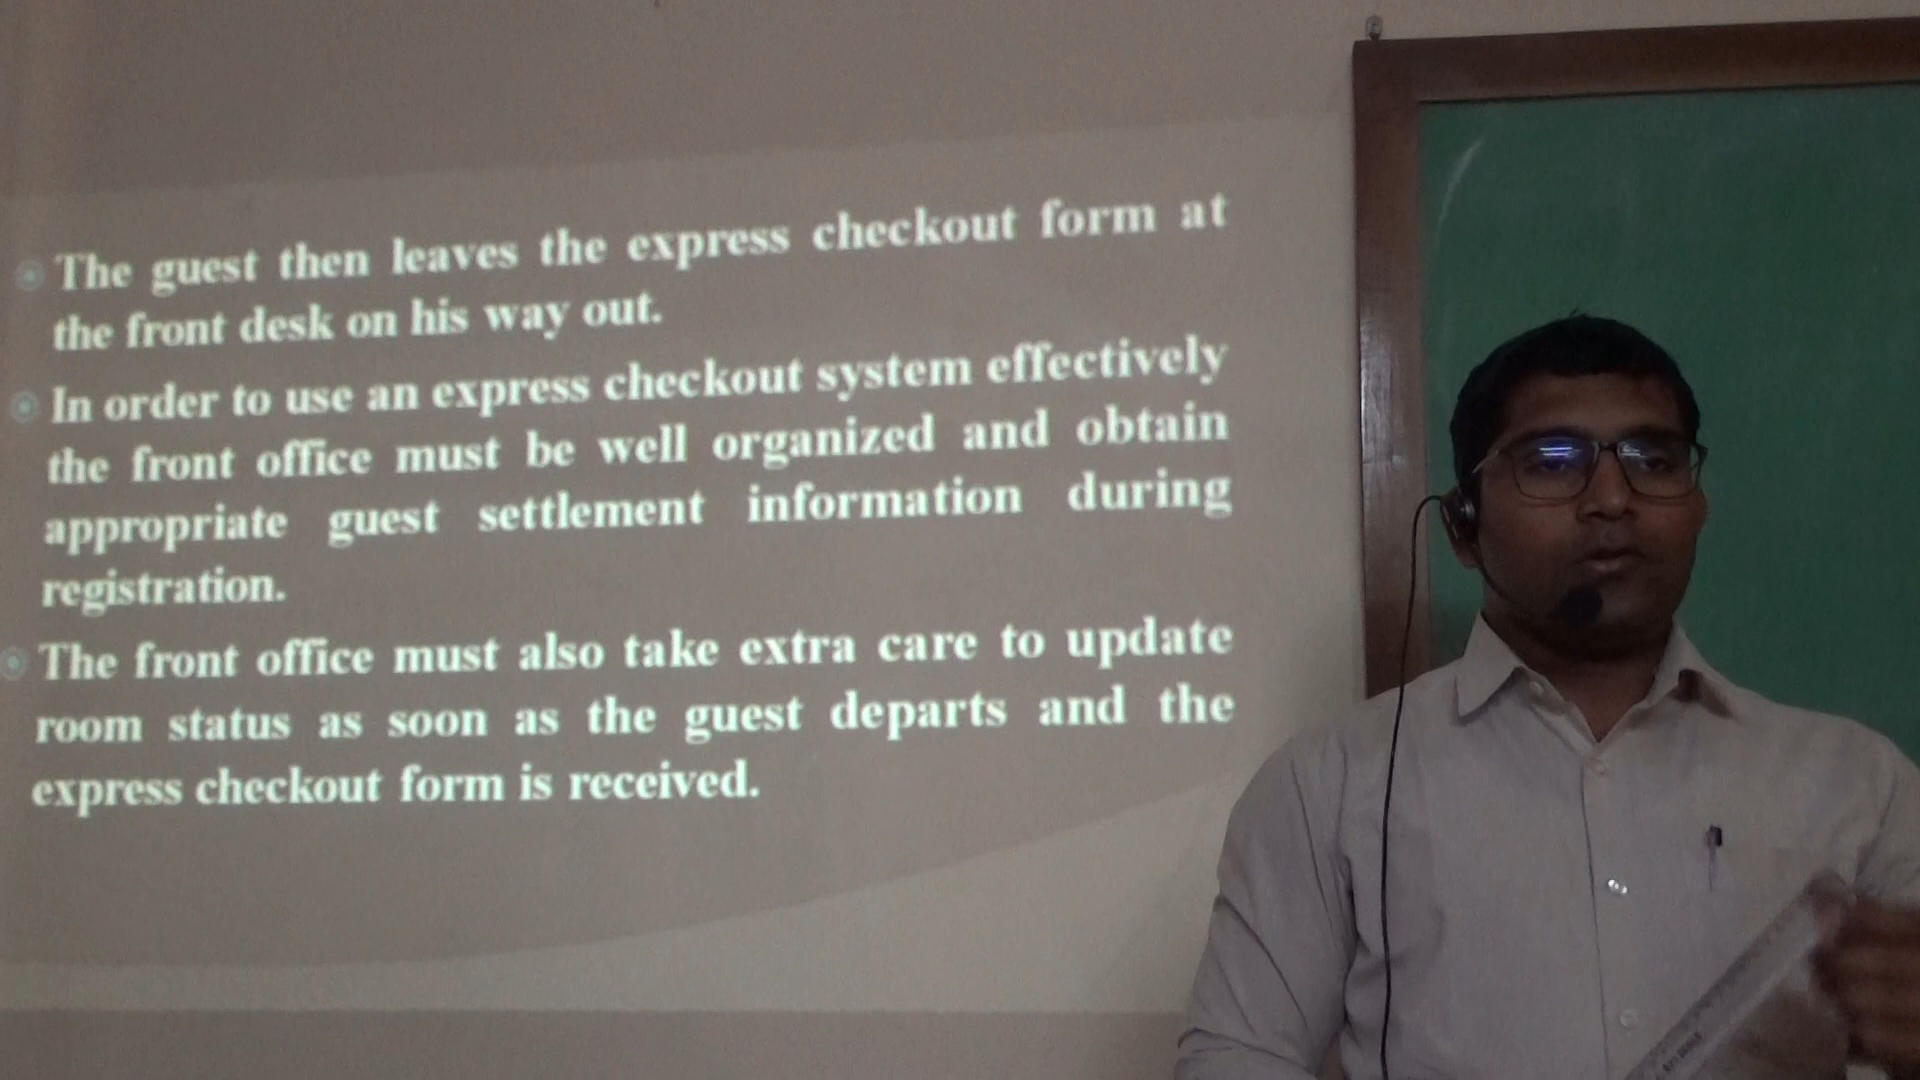 The guest then leaves the express checkout form at
the front desk on his way out.
In order to use an express checkout system effectively
the front office must be well organized and obtain
appropriate guest settlement information during
registration.
The front office must also take extra care to update
room status as soon as the guest departs and the
express checkout form is received.